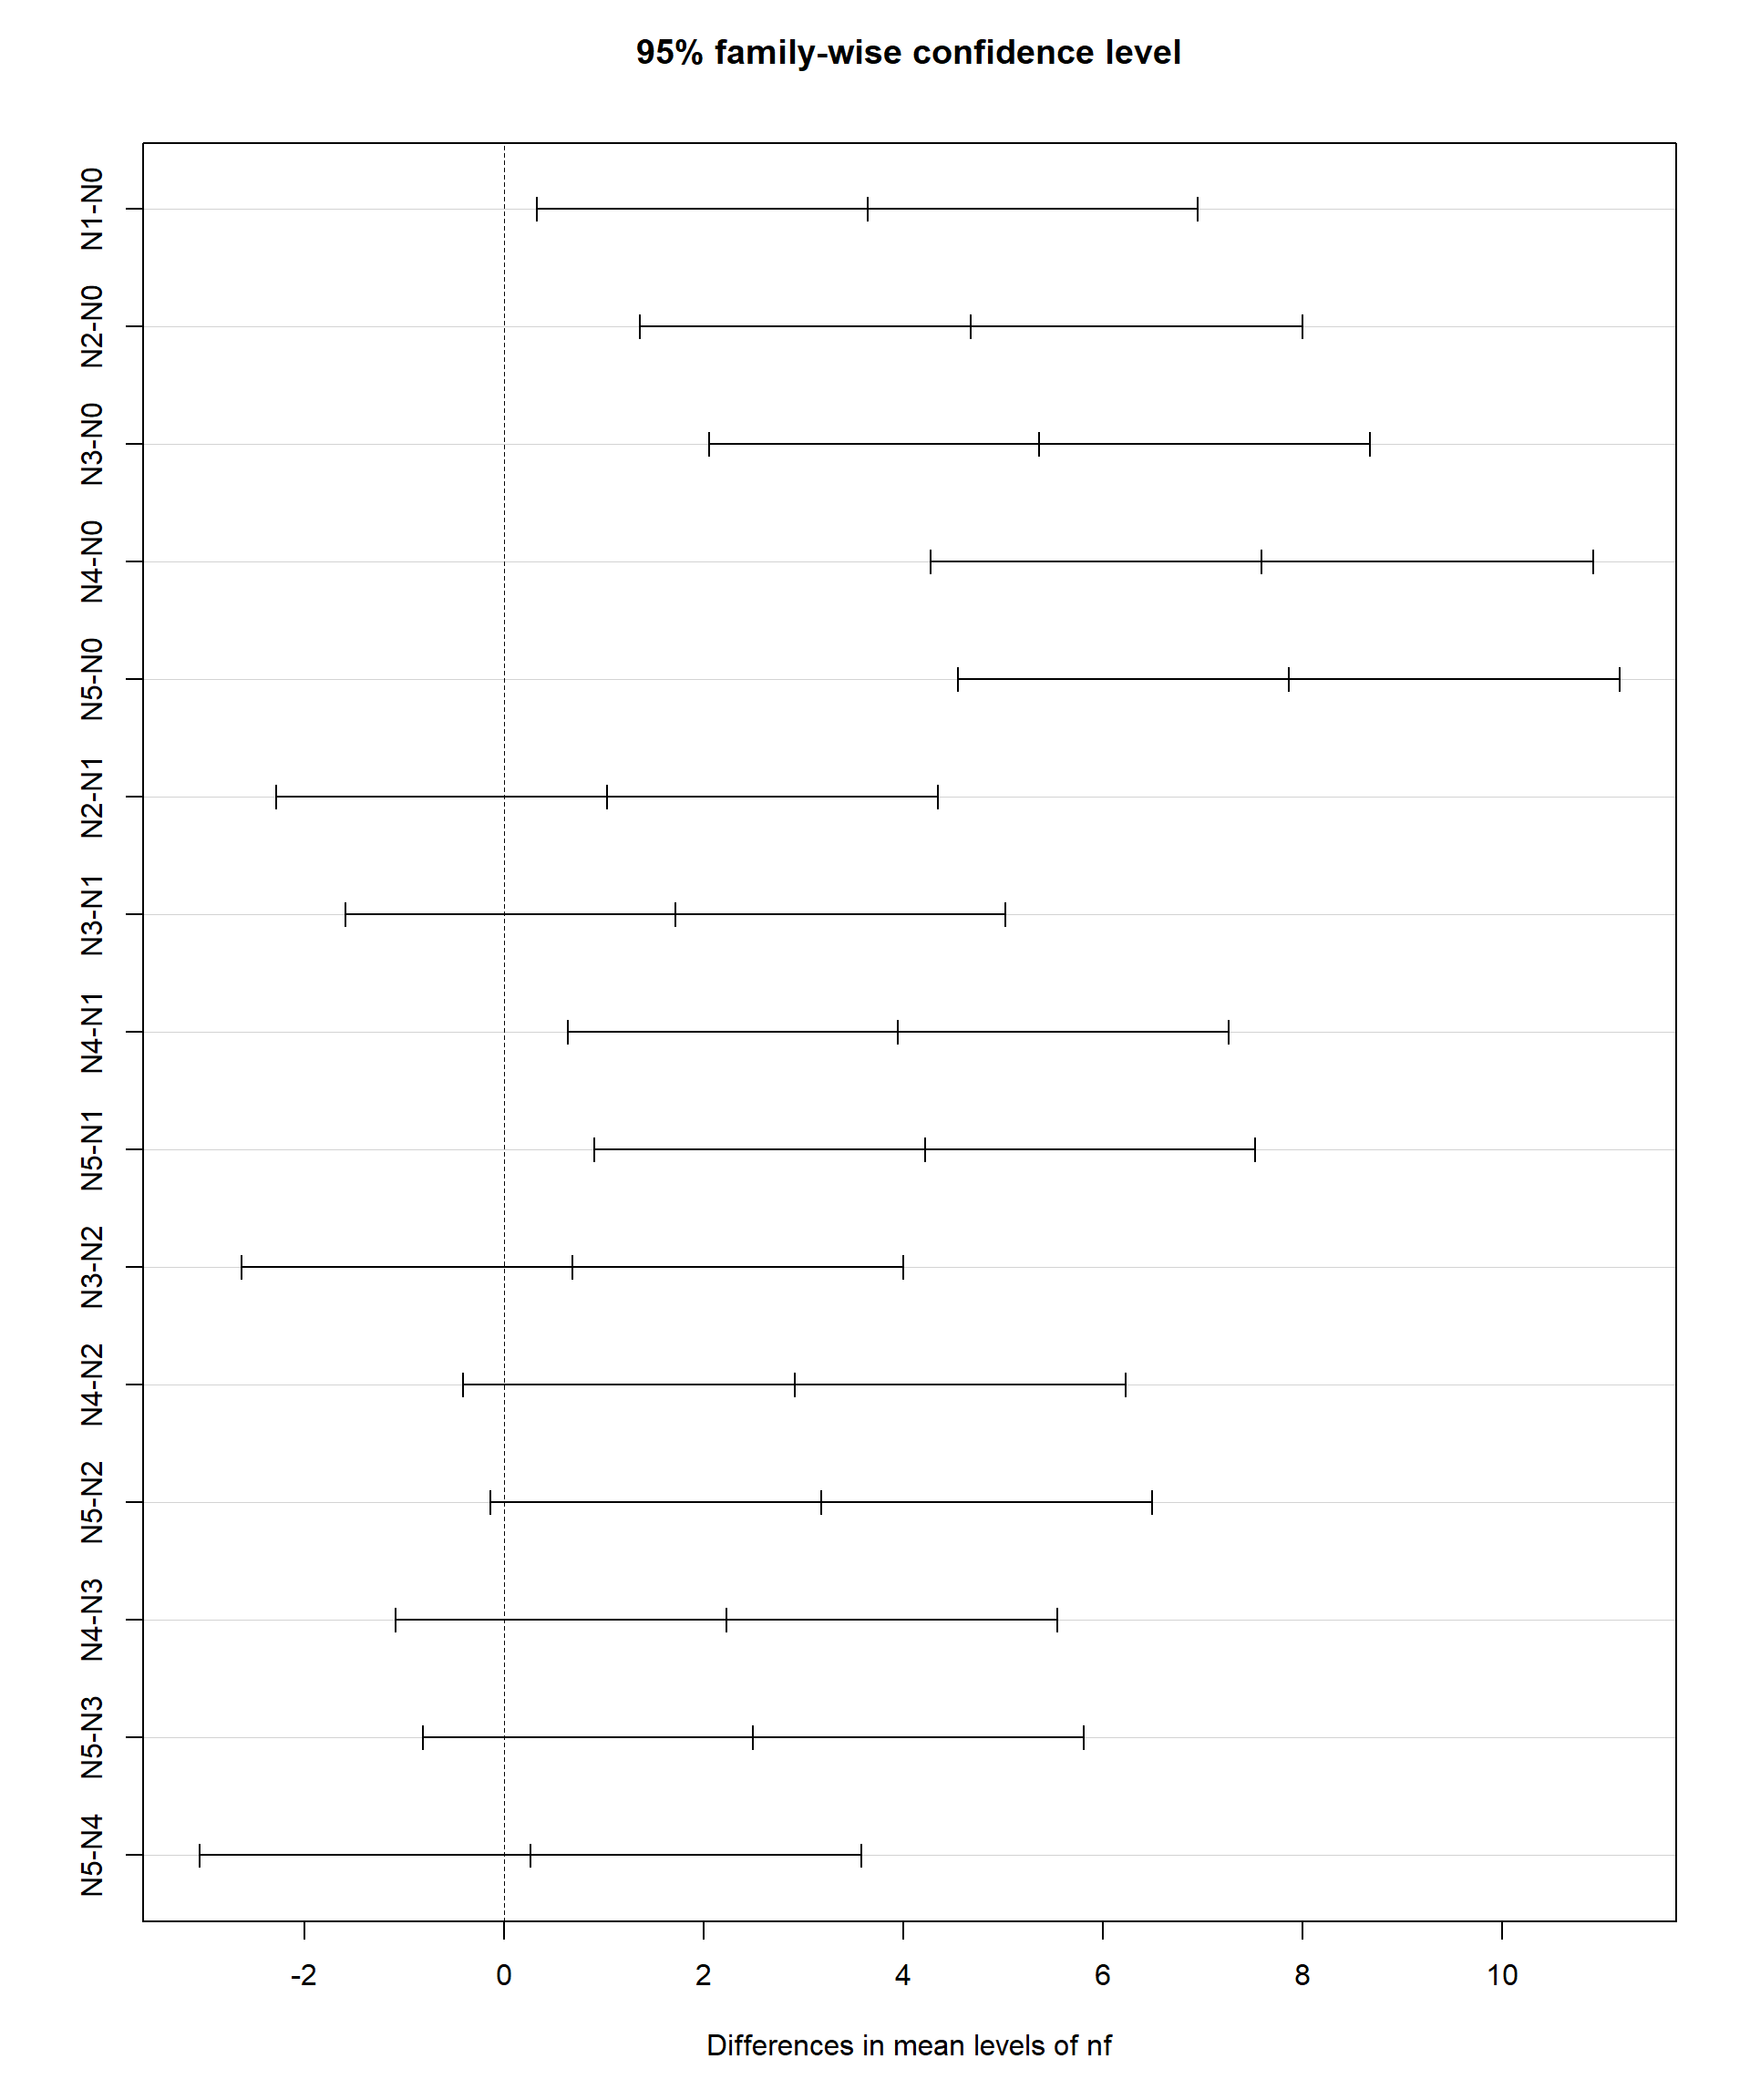 95% family-wise confidence level
N1-N0
N2-N0
N3-N0
N4-N0
N5-N0
N2-N1
N3-N1
N4-N1
N5-N1
N3-N2
N4-N2
N5-N2
N4-N3
N5-N3
N5-N4
-2 0 2 4 6 8 10
Differences in mean levels of nf